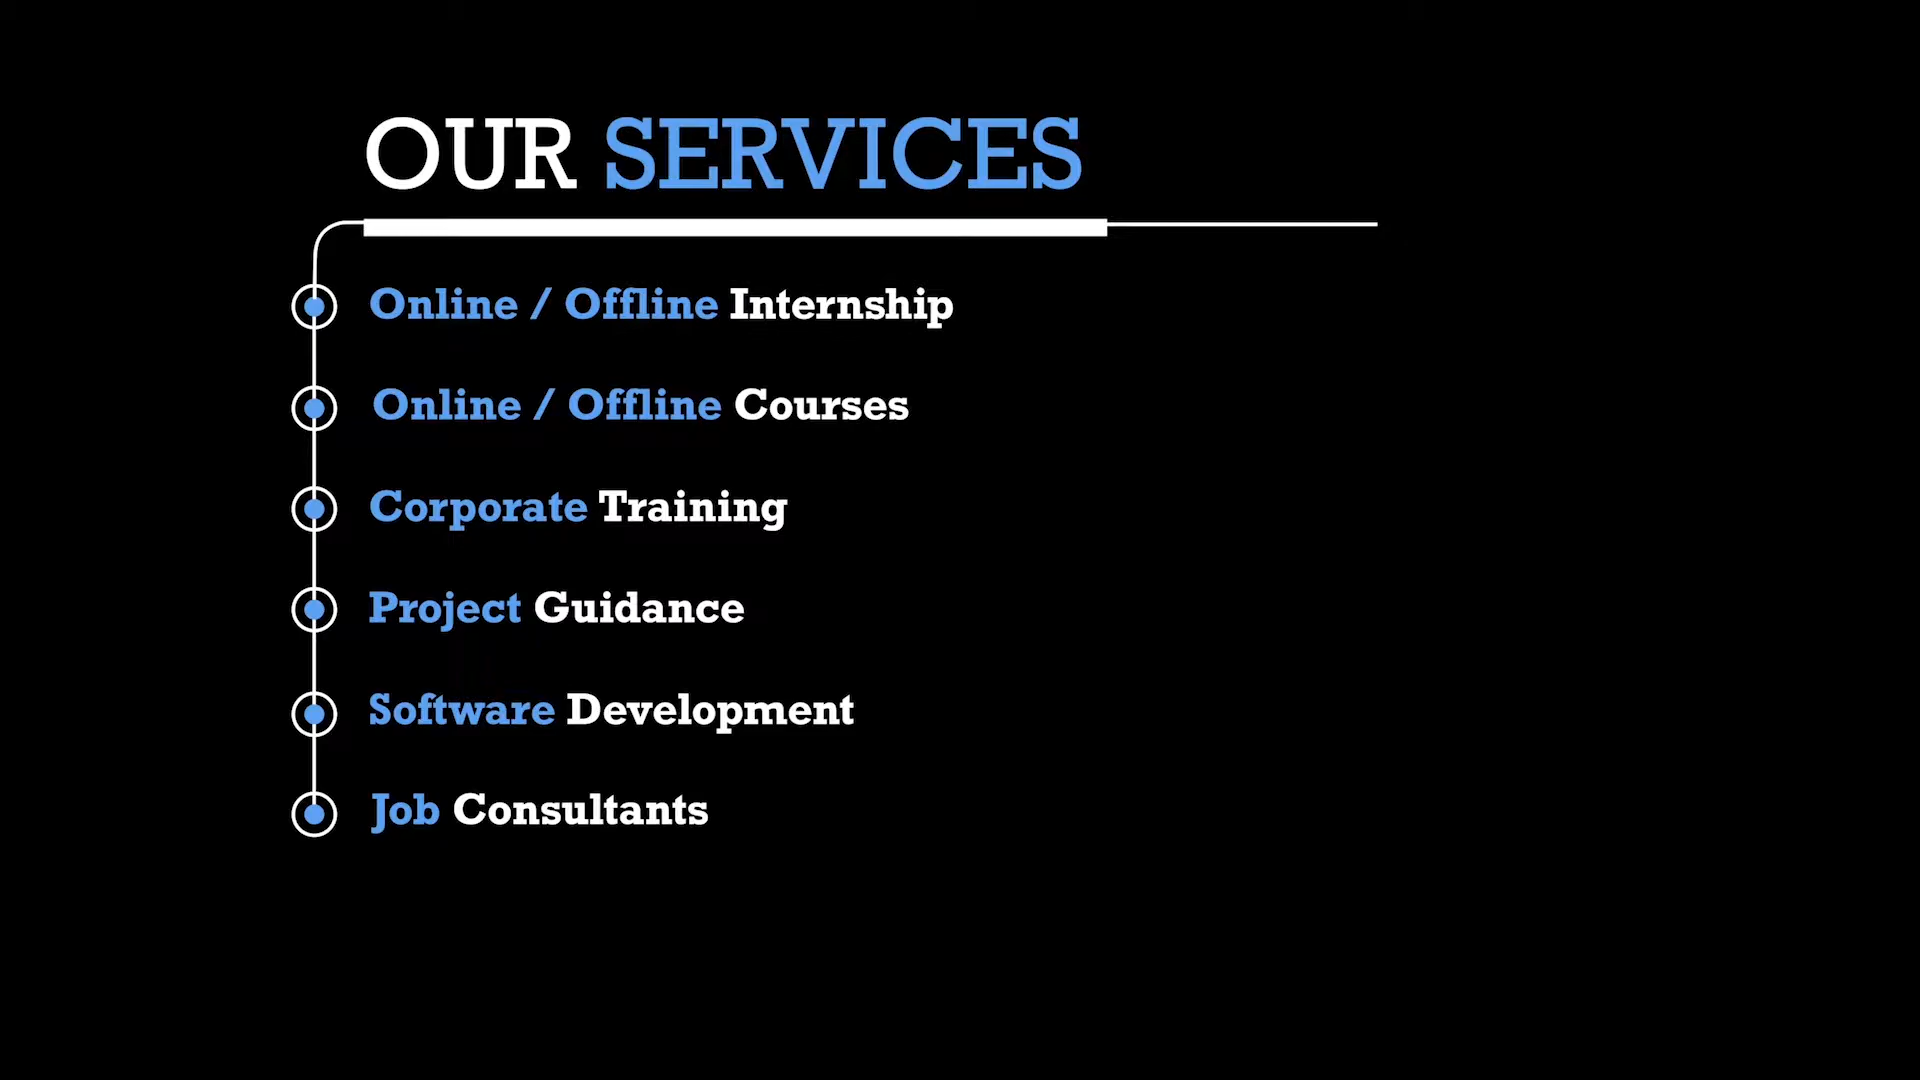 OUR SERVICES
Online / Offline Internship
Online / Offline Courses
Corporate Training
Project Guidance
Software Development
Job Consultants